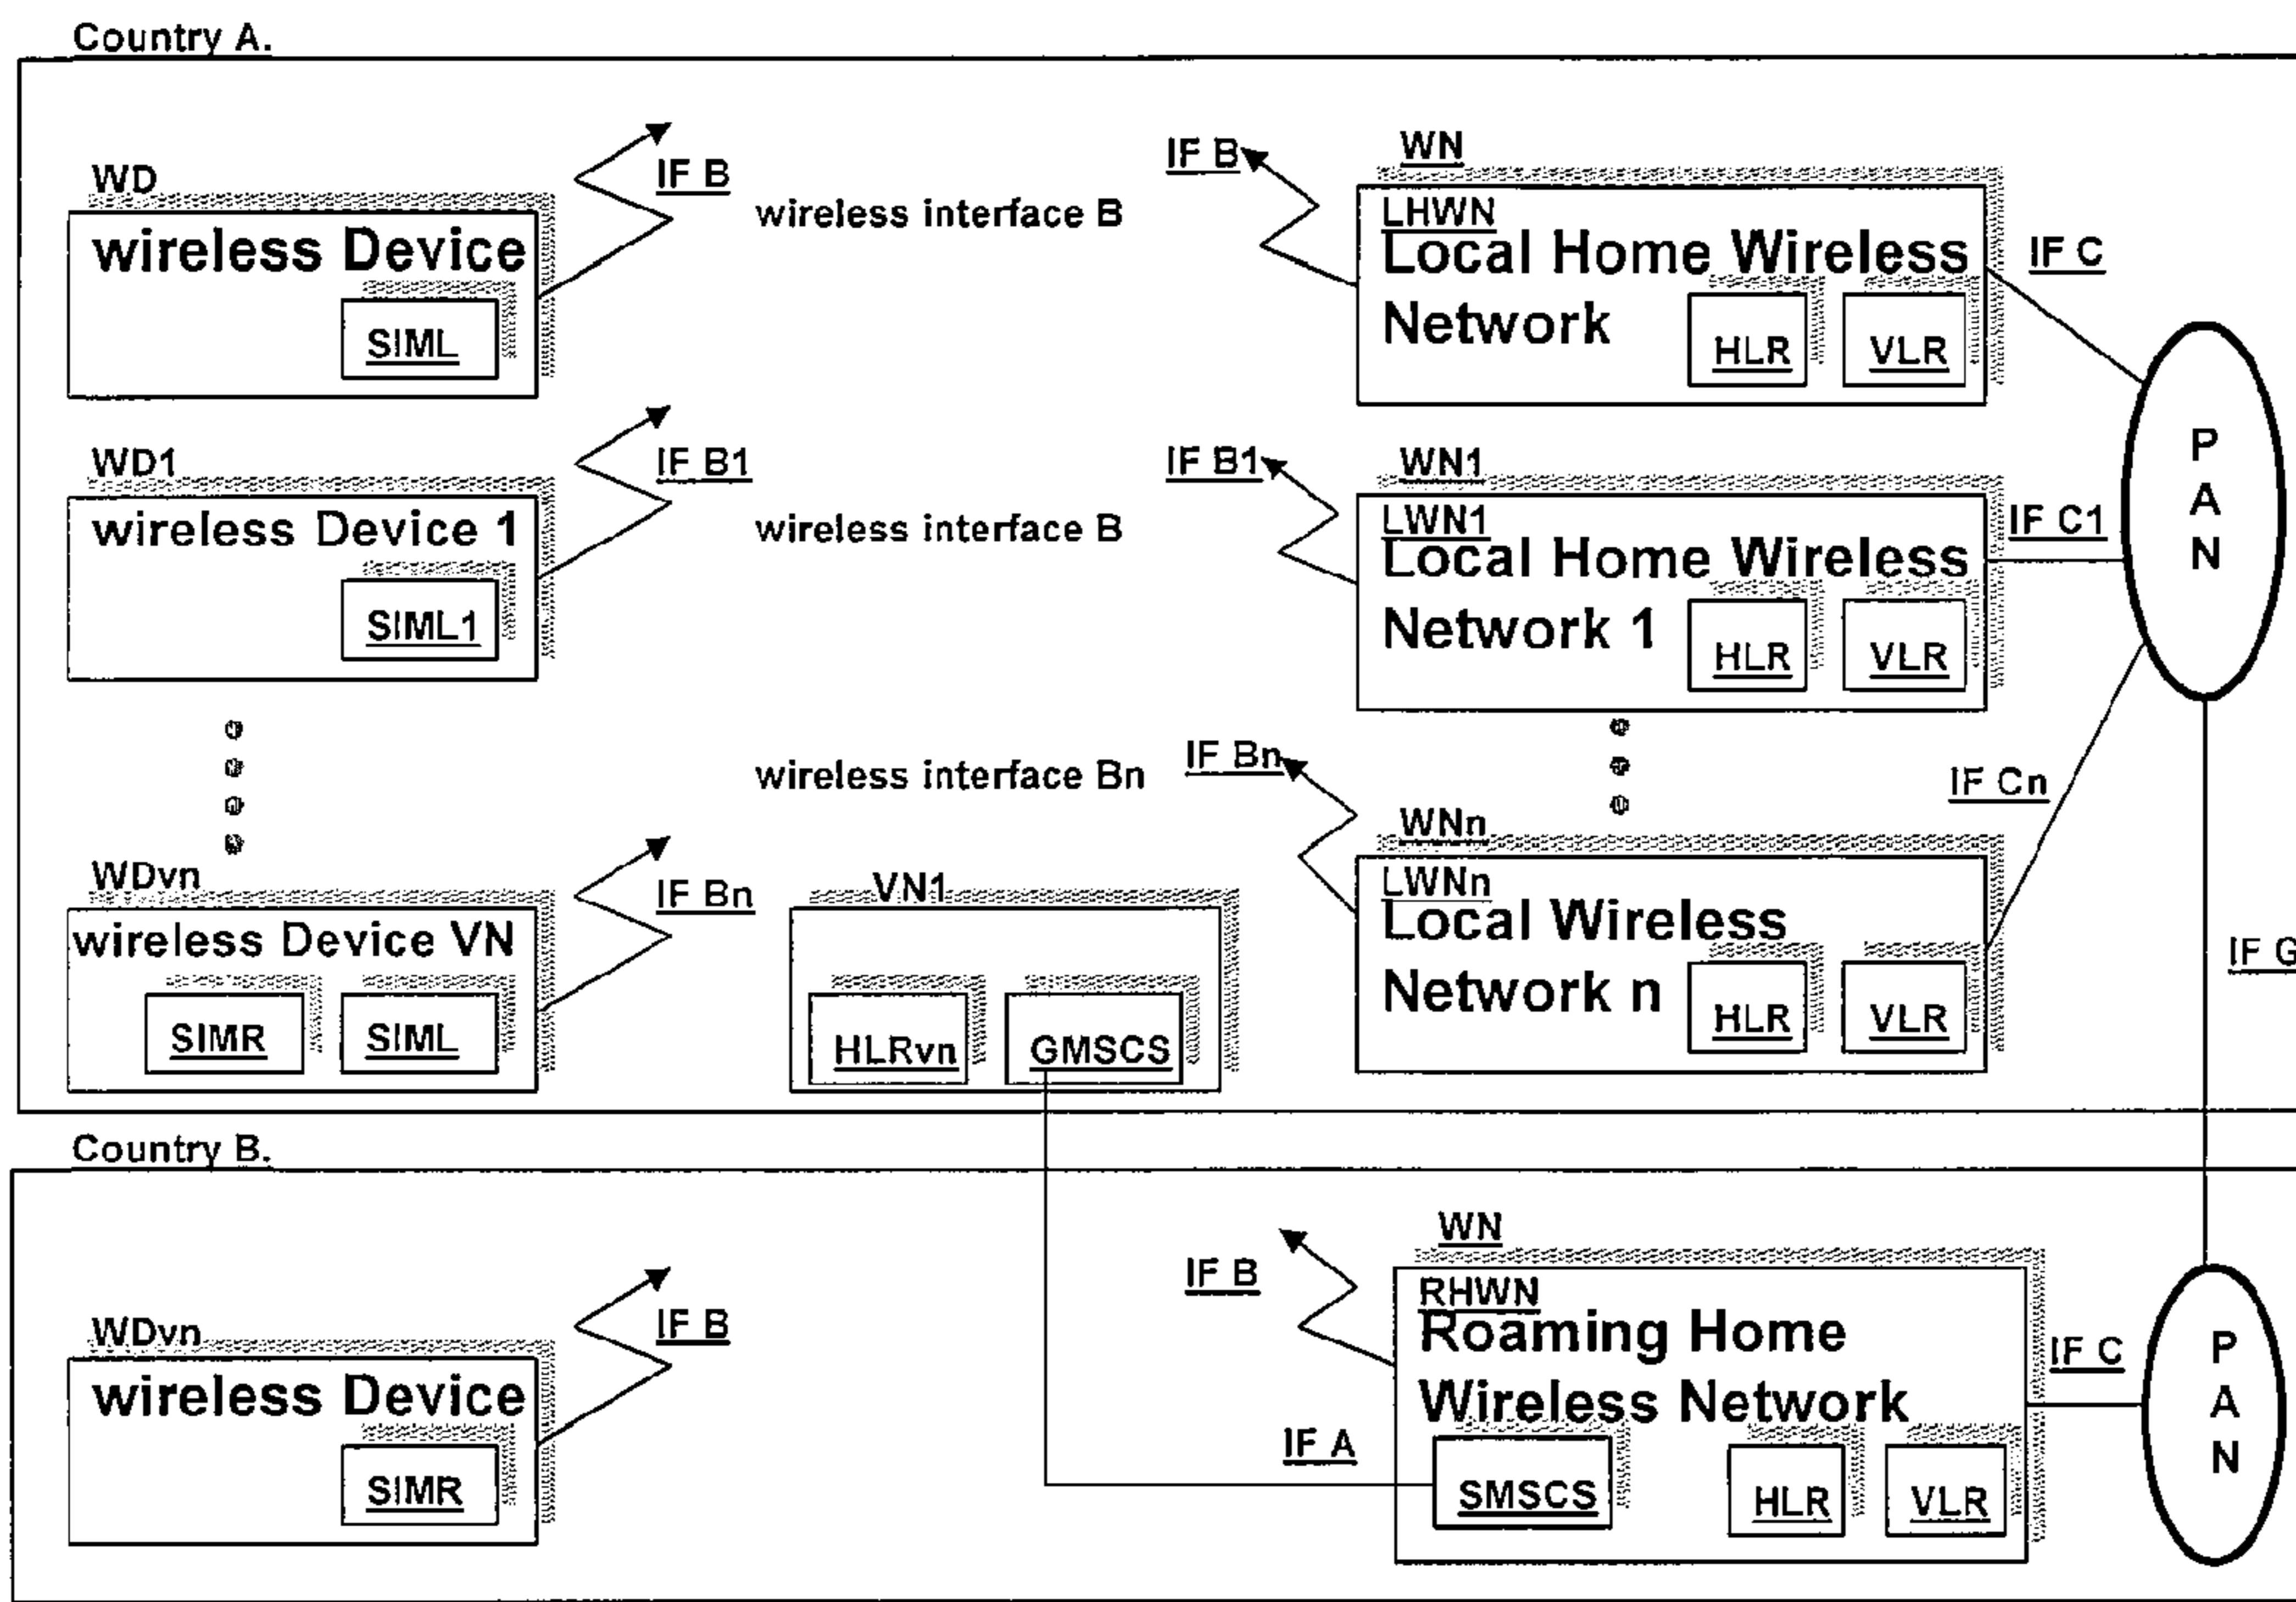 Country A.
WD
wireless Device
SIML
IF B
wireless interface B
IF B
WN
LHWN
Local Home Wireless
Network
HLR
VLR
IF C
WD1
wireless Device 1
SIML1
IF B1
wireless interface B
IF B1
WN1
LWN1
Local Home Wireless
Network 1
HLR
VLR
IF C1
P
A
N
WDvn
wireless Device VN
SIMR
SIML
IF Bn
wireless interface Bn
IF Bn
VN1
HLRvn
GMSCS
WNn
LWNn
Local Wireless
Network n
HLR
VLR
IF Cn
IF G
Country B.
WDvn
wireless Device
SIMR
IF B
IF B
IF A
WN
RHWN
Roaming Home
Wireless Network
SMSCS
HLR
VLR
IF C
P
A
N